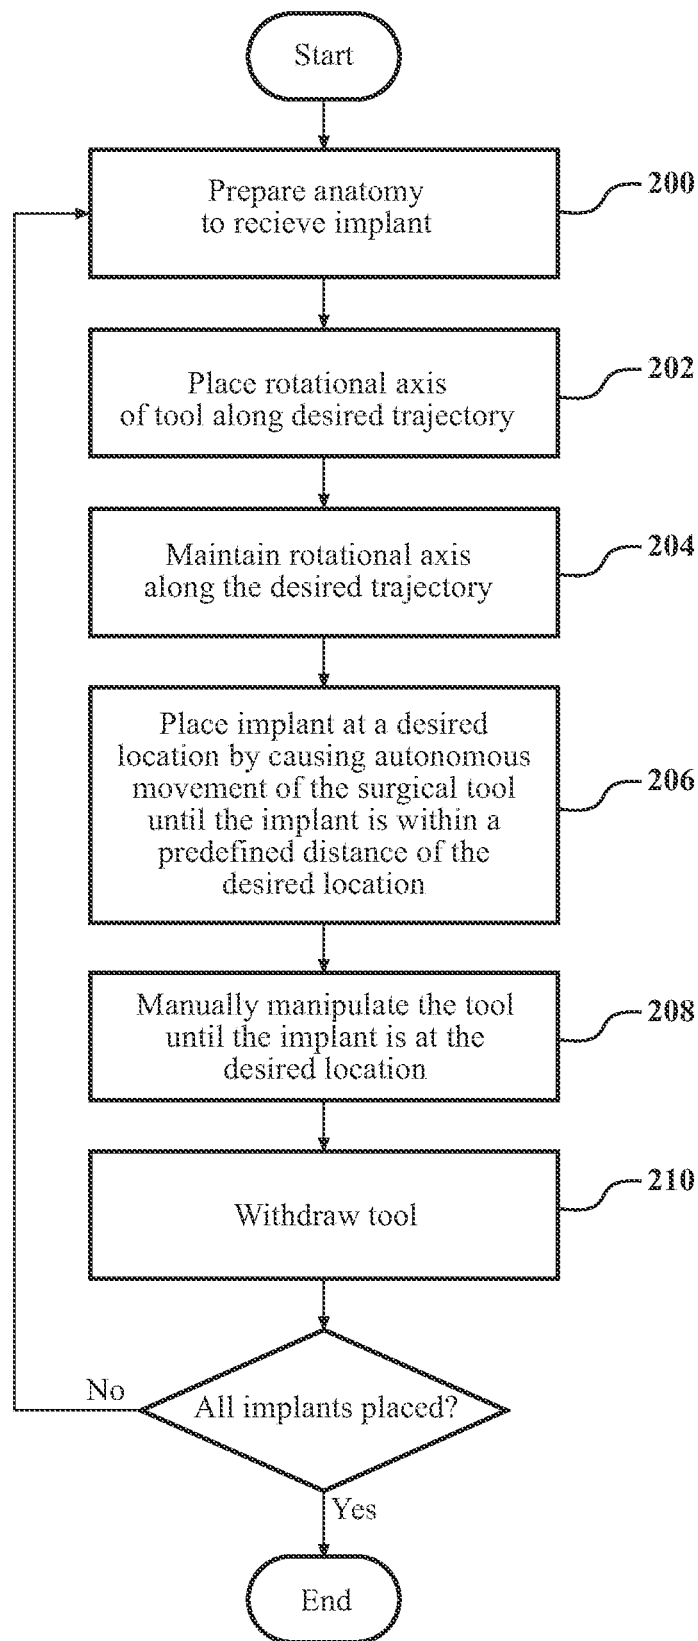 Start
Prepare anatomy
to recieve implant
200
Place rotational axis
of tool along desired trajectory
202
Maintain rotational axis
along the desired trajectory
204
Place implant at a desired
location by causing autonomous
movement of the surgical tool
until the implant is within a
predefined distance of the
desired location
206
Manually manipulate the tool
until the implant is at the
desired location
208
Withdraw tool
210
All implants placed?
No
Yes
End